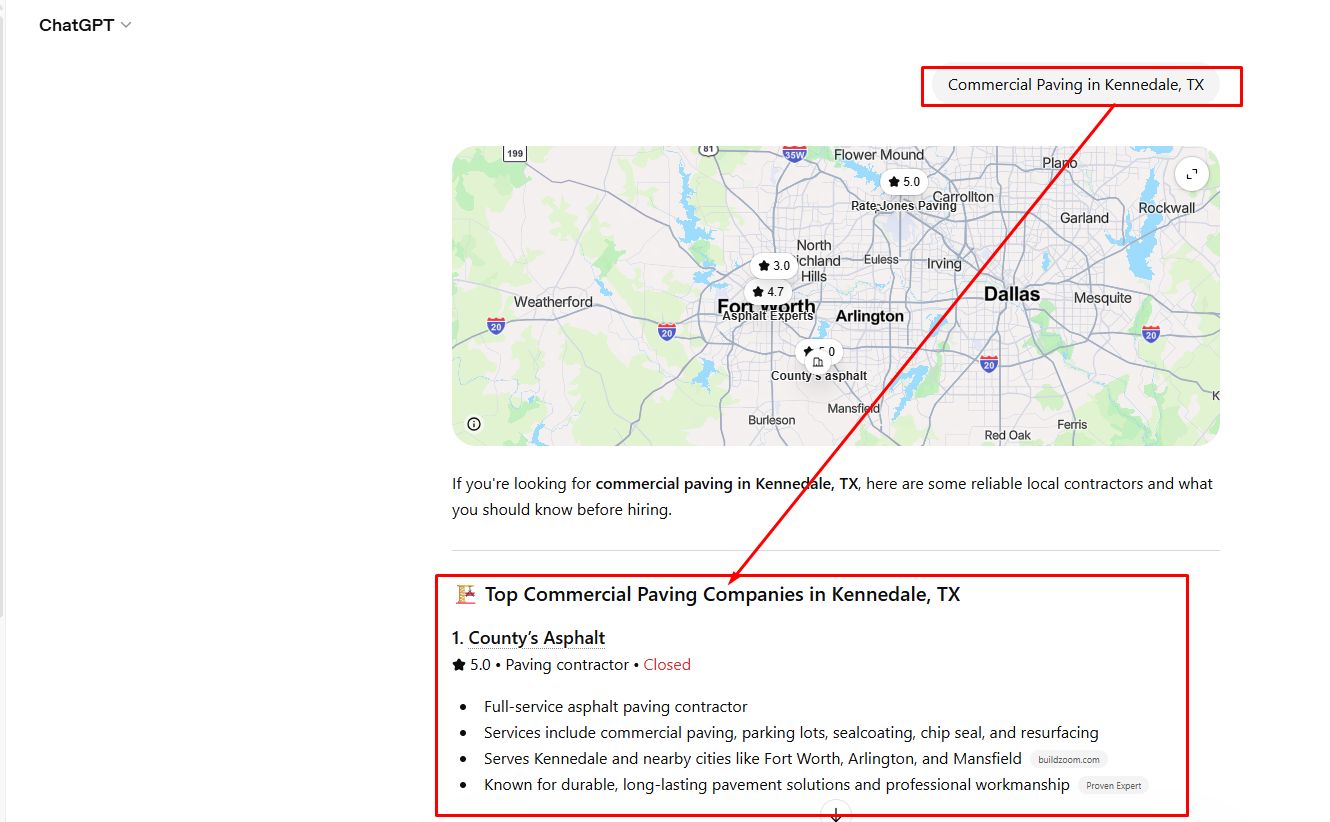 ChatGPT
Commercial Paving in Kennedale, TX
199
81
35W
Flower Mound
Plano
5.0
Pate-Jones Paving
Carrollton
Garland
Rockwall
North
Richland
Hills
3.0
Euless
Irving
4.7
Weatherford
Fort Worth
Asphalt Experts
Arlington
Dallas
Mesquite
20
20
20
20
5.0
County's asphalt
Mansfield
Burleson
Ferris
Red Oak
K
If you're looking for commercial paving in Kennedale, TX, here are some reliable local contractors and what
you should know before hiring.
Top Commercial Paving Companies in Kennedale, TX
1. County’s Asphalt
5.0 • Paving contractor • Closed
• Full-service asphalt paving contractor
• Services include commercial paving, parking lots, sealcoating, chip seal, and resurfacing
• Serves Kennedale and nearby cities like Fort Worth, Arlington, and Mansfield buildzoom.com
• Known for durable, long-lasting pavement solutions and professional workmanship Proven Expert